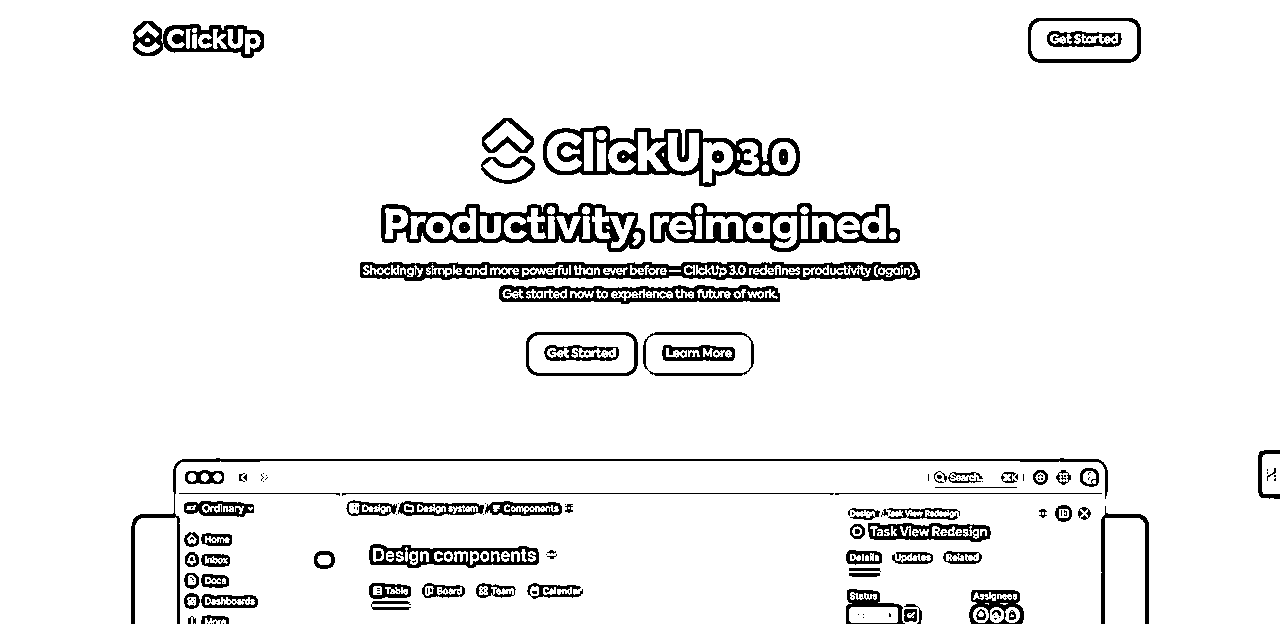 ClickUp
Get Started
ClickUp 3.0
Productivity, reimagined.
Shockingly simple and more powerful than ever before — ClickUp 3.0 redefines productivity (again).
Get started now to experience the future of work.
Get Started
Learn More
Search...
⌘K
Ordinary
Design / Design system / Components
Design / Task View Redesign
Task View Redesign
Home
Inbox
Docs
Dashboards
More
Design components
Table
Board
Team
Calendar
Details
Updates
Related
Status
Assignees